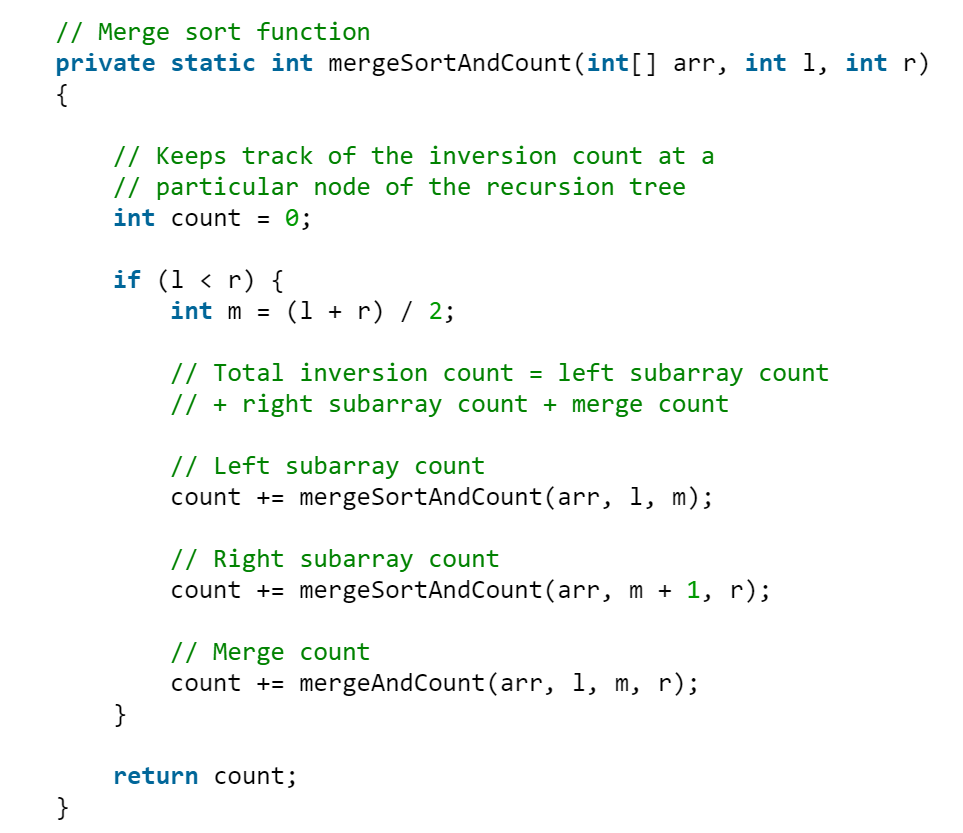 // Merge sort function
private static int mergeSortAndCount(int[] arr, int l, int r)
{
// Keeps track of the inversion count at a
// particular node of the recursion tree
int count = 0;
if (l < r) {
int m = (l + r) / 2;
// Total inversion count = left subarray count
// + right subarray count + merge count
// Left subarray count
count += mergeSortAndCount(arr, l, m);
// Right subarray count
count += mergeSortAndCount(arr, m + 1, r);
// Merge count
count += mergeAndCount(arr, l, m, r);
}
return count;
}